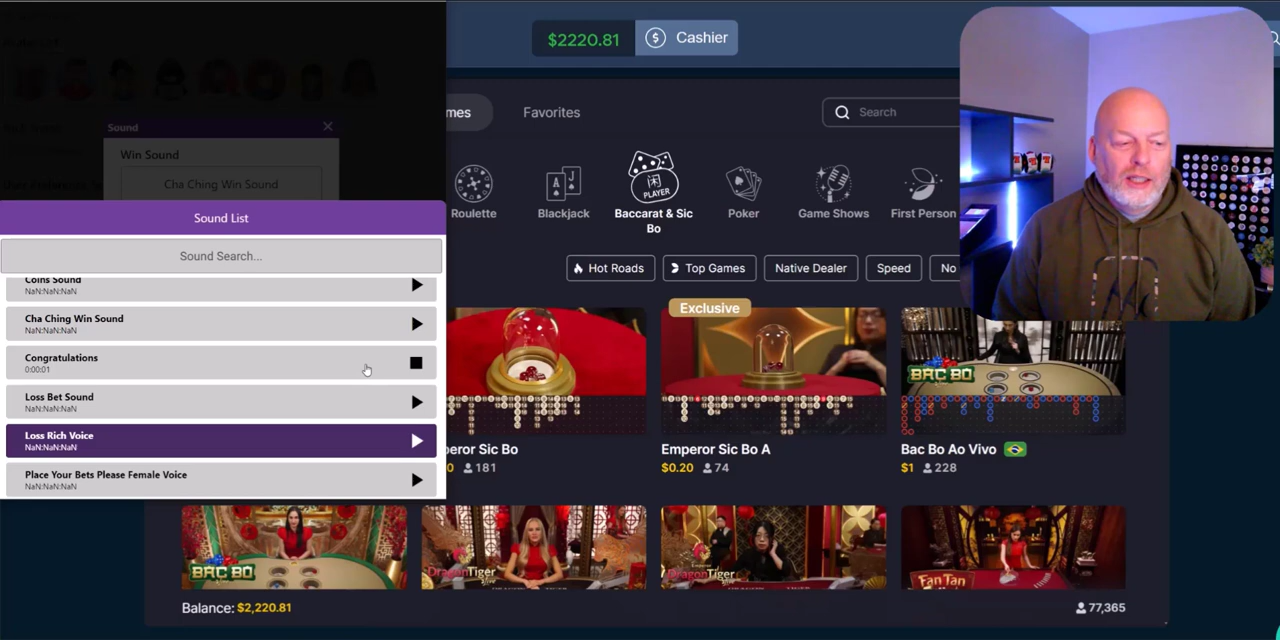 $2220.81
Cashier
mes
Favorites
Search
Sound
Win Sound
Cha Ching Win Sound
Roulette
Blackjack
Baccarat & Sic
Bo
Poker
Game Shows
First Person
PLAYER
闲
A J
Sound List
Sound Search...
Hot Roads
Top Games
Native Dealer
Speed
No
Coins Sound
NaN:NaN:NaN
Cha Ching Win Sound
NaN:NaN:NaN
Congratulations
0:00:01
Loss Bet Sound
NaN:NaN:NaN
Loss Rich Voice
NaN:NaN:NaN
Place Your Bets Please Female Voice
NaN:NaN:NaN
Exclusive
BAC BO
peror Sic Bo
0 181
Emperor Sic Bo A
$0.20 74
Bac Bo Ao Vivo
$1 228
BAC BO
DRAGON TIGER
DRAGON TIGER
FAN TAN
Balance: $2,220.81
77,365